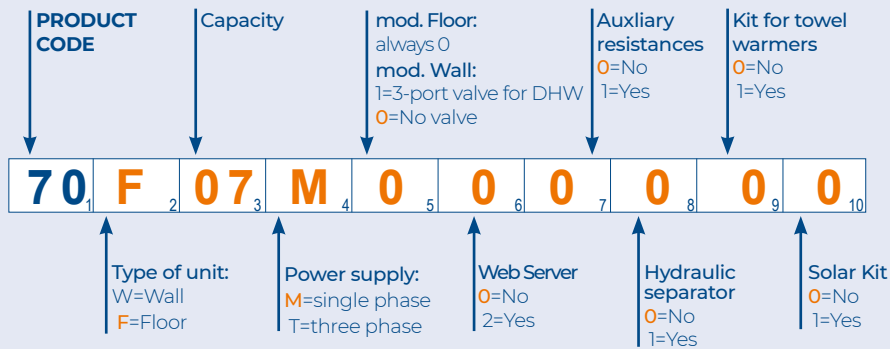 PRODUCT
CODE
Capacity
mod. Floor:
always 0
mod. Wall:
1=3-port valve for DHW
0=No valve
Auxliary
resistances
0=No
1=Yes
Kit for towel
warmers
0=No
1=Yes
70 1 F 2 07 3 M 4 0 5 0 6 0 7 0 8 0 9 0 10
Type of unit:
W=Wall
F=Floor
Power supply:
M=single phase
T=three phase
Web Server
0=No
2=Yes
Hydraulic
separator
0=No
1=Yes
Solar Kit
0=No
1=Yes